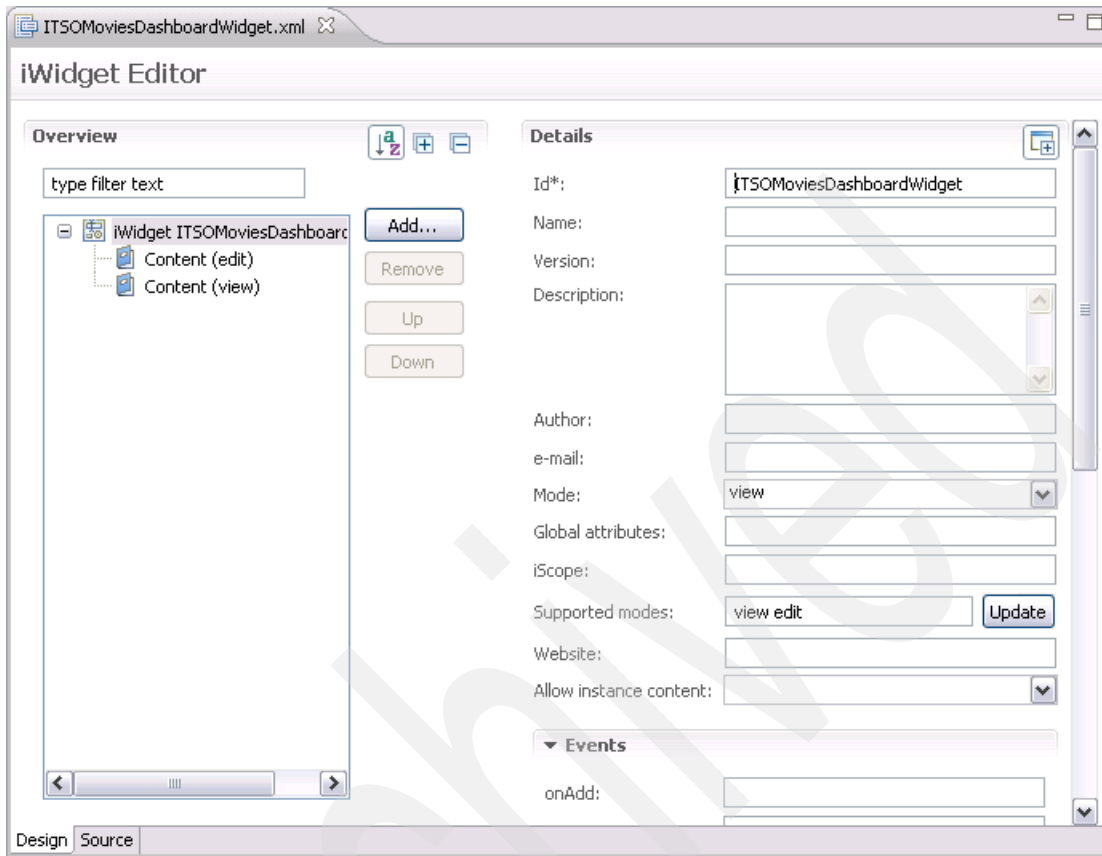 ITSOMoviesDashboardWidget.xml
iWidget Editor
Overview
type filter text
iWidget ITSOMoviesDashboard
Content (edit)
Content (view)
Add...
Remove
Up
Down
Details
Id*: ITSOMoviesDashboardWidget
Name:
Version:
Description:
Author:
e-mail:
Mode: view
Global attributes:
iScope:
Supported modes: view edit Update
Website:
Allow instance content:
Events
onAdd:
Design Source